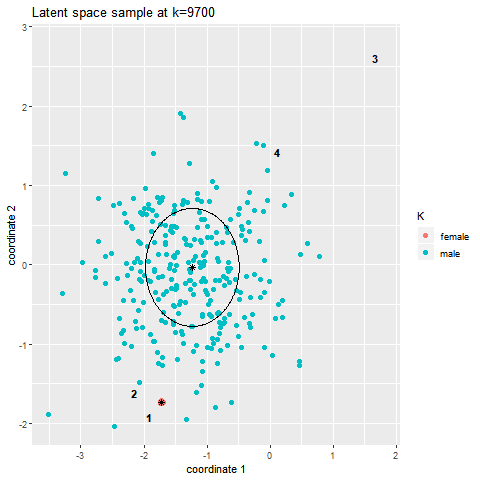 Latent space sample at k=9700
3
2
1
0
-1
-2
coordinate 2
3
4
2
1
-3
-2
-1
0
1
2
coordinate 1
K
female
male